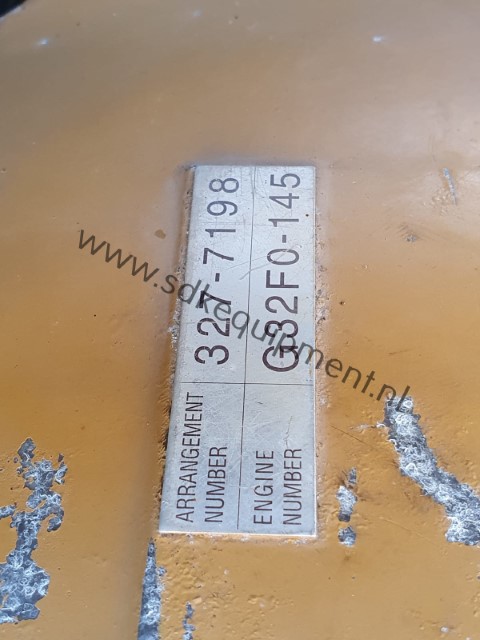 ARRANGEMENT
NUMBER
327-7198
ENGINE
NUMBER
G32F0-145
www.sdkequipment.nl